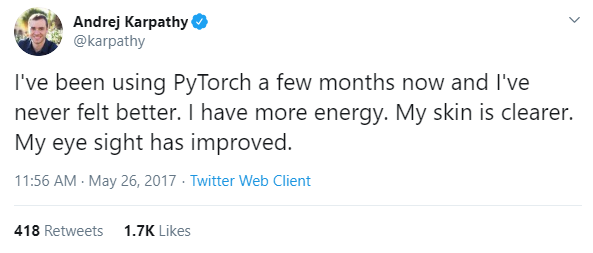 Andrej Karpathy
@karpathy
I've been using PyTorch a few months now and I've
never felt better. I have more energy. My skin is clearer.
My eye sight has improved.
11:56 AM · May 26, 2017 · Twitter Web Client
418 Retweets 1.7K Likes